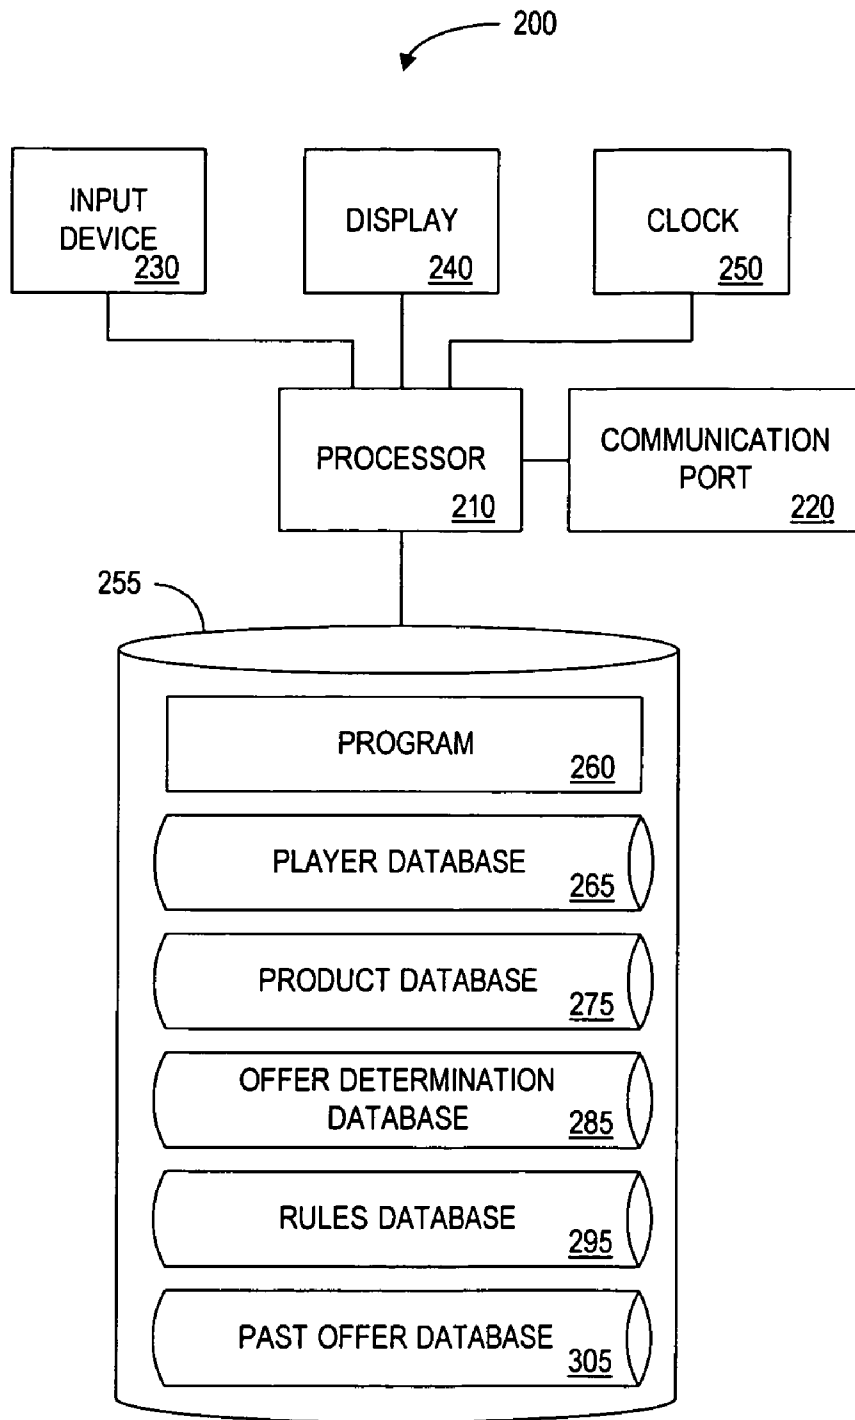 200
INPUT
DEVICE
230
DISPLAY
240
CLOCK
250
PROCESSOR
210
COMMUNICATION
PORT
220
255
PROGRAM
260
PLAYER DATABASE
265
PRODUCT DATABASE
275
OFFER DETERMINATION
DATABASE
285
RULES DATABASE
295
PAST OFFER DATABASE
305